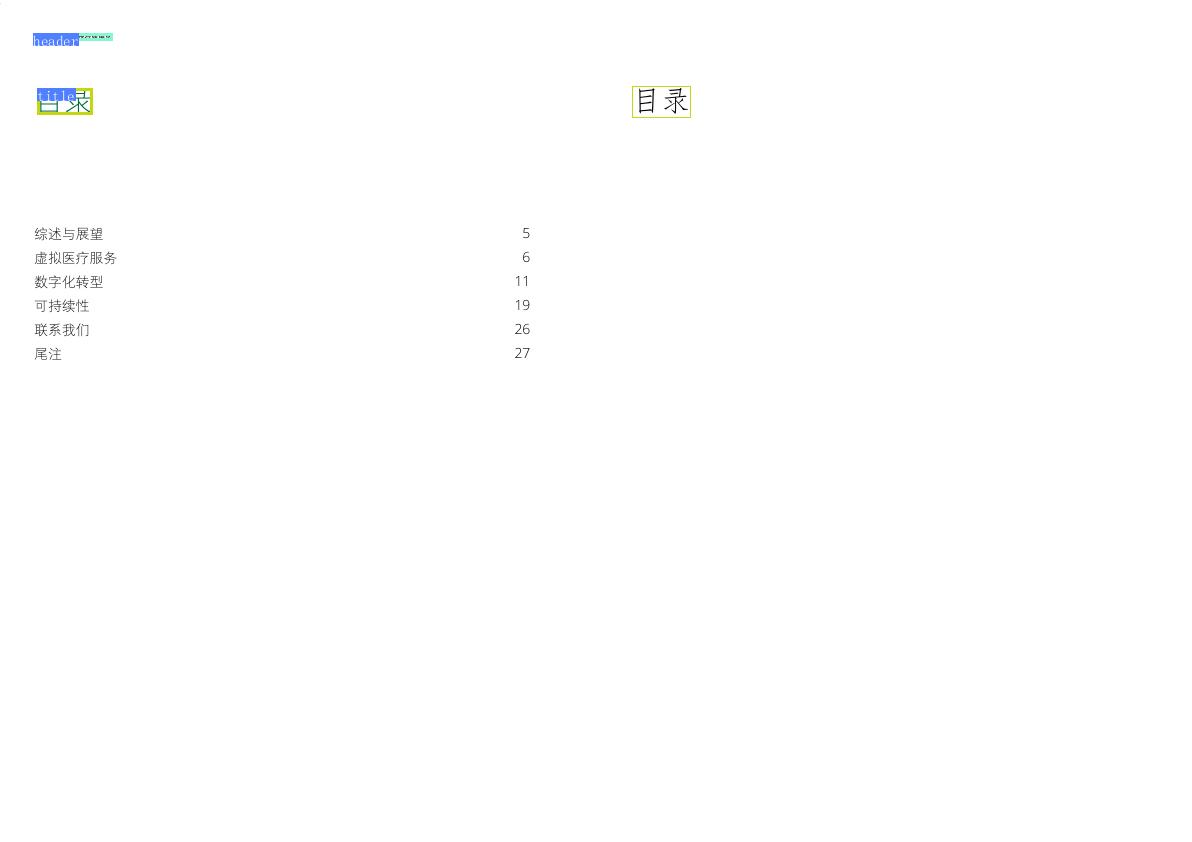 header
title
目录
目录
综述与展望 5
虚拟医疗服务 6
数字化转型 11
可持续性 19
联系我们 26
尾注 27